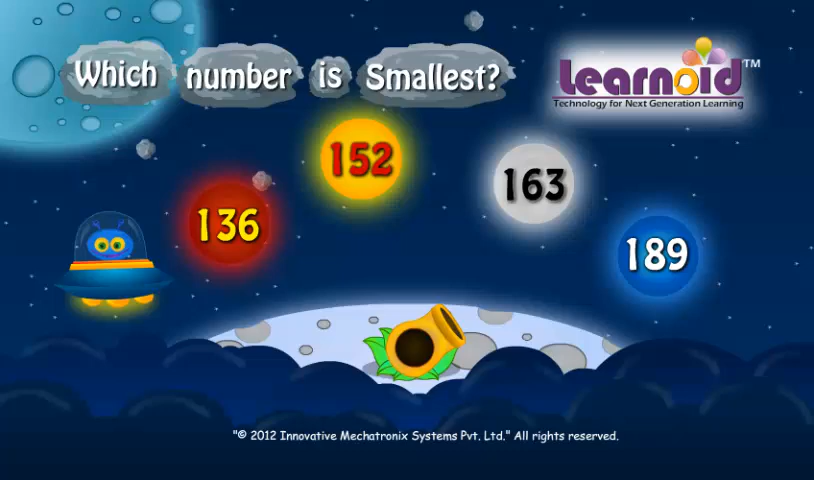 Which number is Smallest?
Learnoid™
Technology for Next Generation Learning
152
136
163
189
"© 2012 Innovative Mechatronix Systems Pvt. Ltd." All rights reserved.